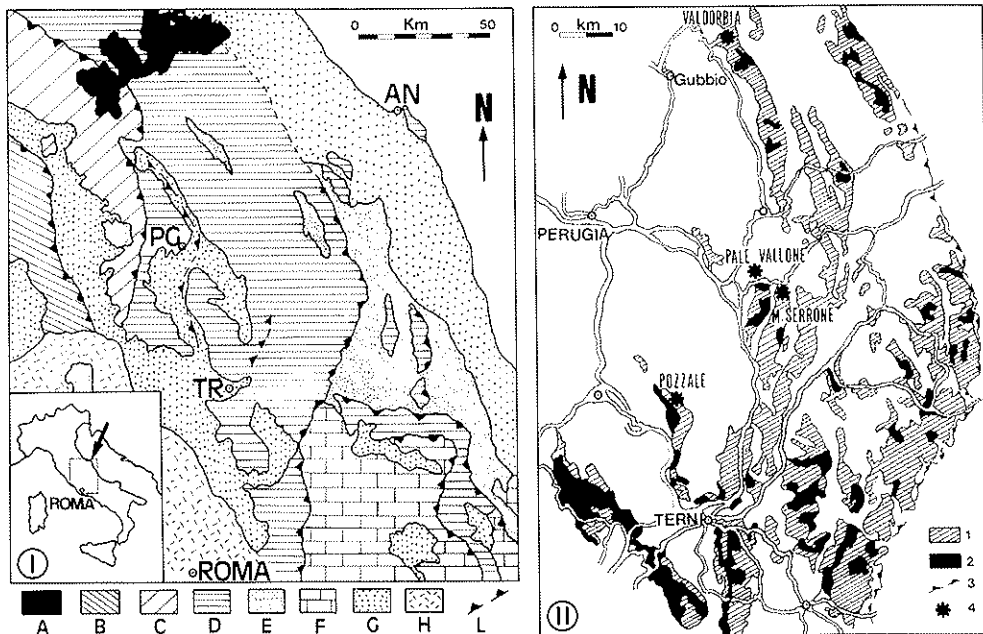 0 Km 50
AN
N
PG
TR
ROMA
ROMA
I
A B C D E F G H L
0 km 10
N
VALDORBIA
Gubbio
PERUGIA
PALE VALLONE
M. SERRONE
POZZALE
TERNI
1
2
3
4
II